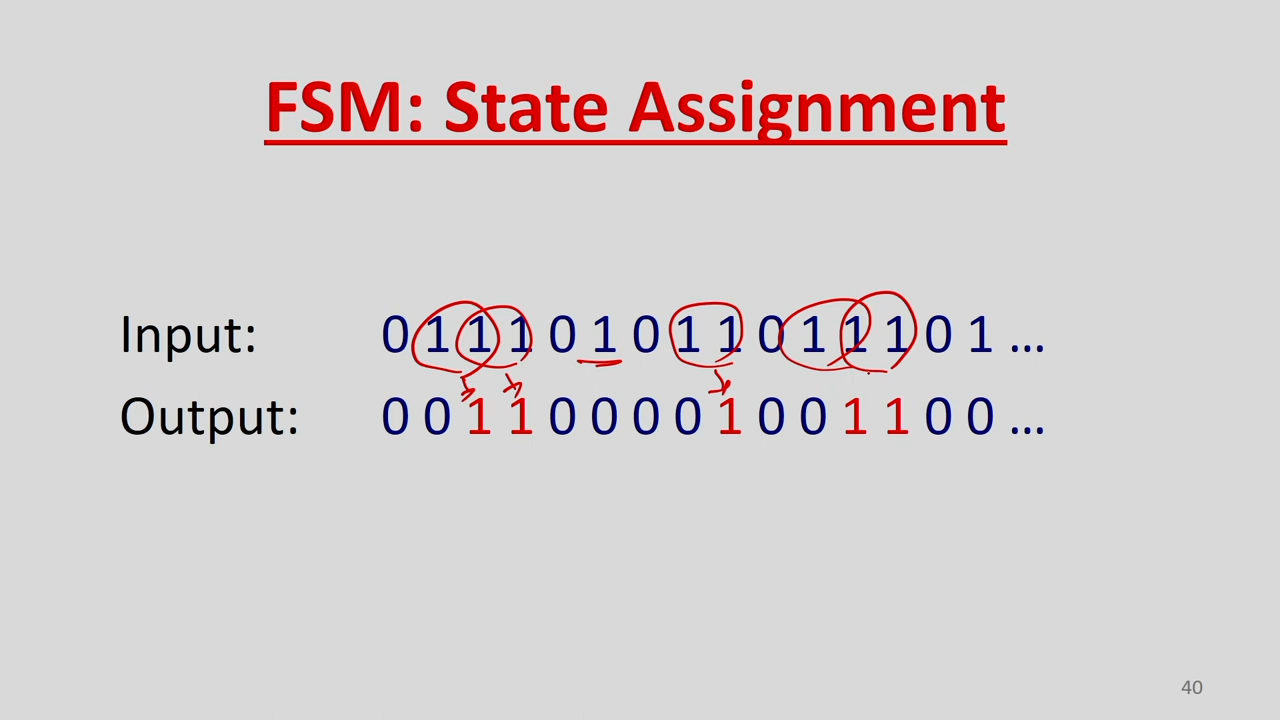 FSM: State Assignment
Input: 0 1 1 1 0 1 0 1 1 0 1 1 1 0 1 ...
Output: 0 0 1 1 0 0 0 0 1 0 0 1 1 0 0 ...
40